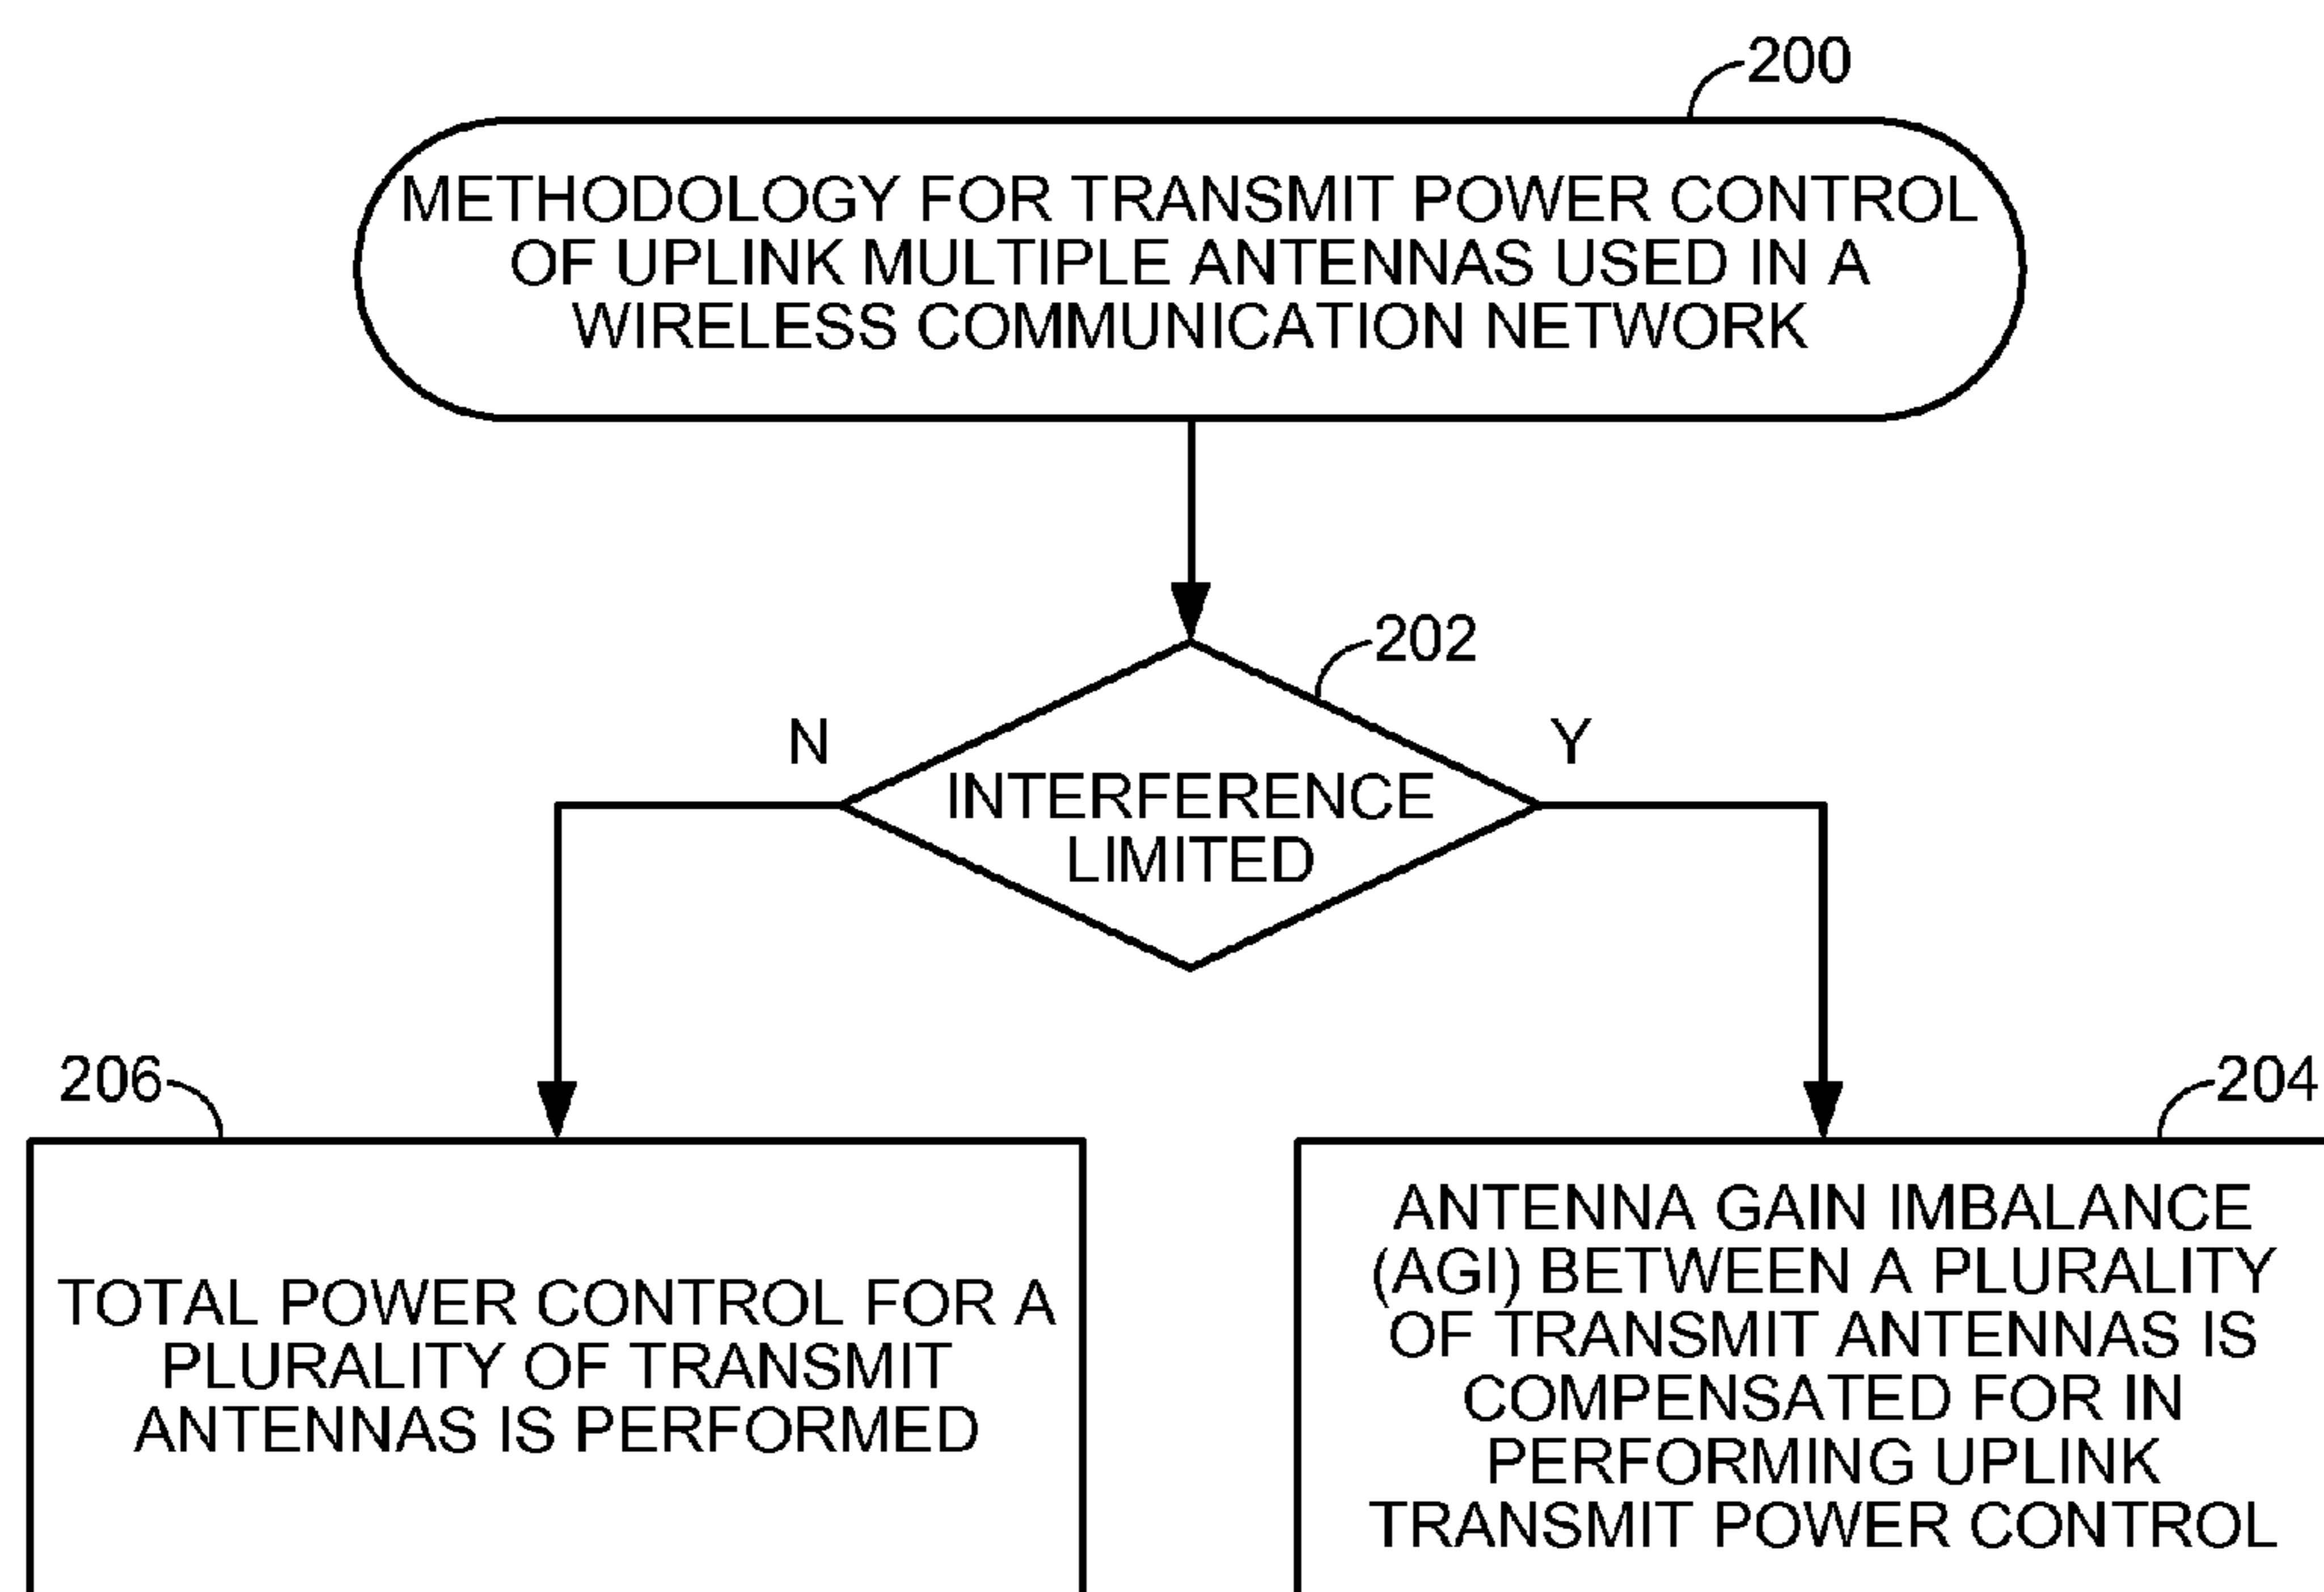 200
METHODOLOGY FOR TRANSMIT POWER CONTROL
OF UPLINK MULTIPLE ANTENNAS USED IN A
WIRELESS COMMUNICATION NETWORK
202
N
Y
INTERFERENCE
LIMITED
206
204
TOTAL POWER CONTROL FOR A
PLURALITY OF TRANSMIT
ANTENNAS IS PERFORMED
ANTENNA GAIN IMBALANCE
(AGI) BETWEEN A PLURALITY
OF TRANSMIT ANTENNAS IS
COMPENSATED FOR IN
PERFORMING UPLINK
TRANSMIT POWER CONTROL